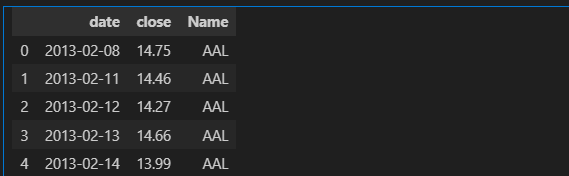 date close Name
0 2013-02-08 14.75 AAL
1 2013-02-11 14.46 AAL
2 2013-02-12 14.27 AAL
3 2013-02-13 14.66 AAL
4 2013-02-14 13.99 AAL